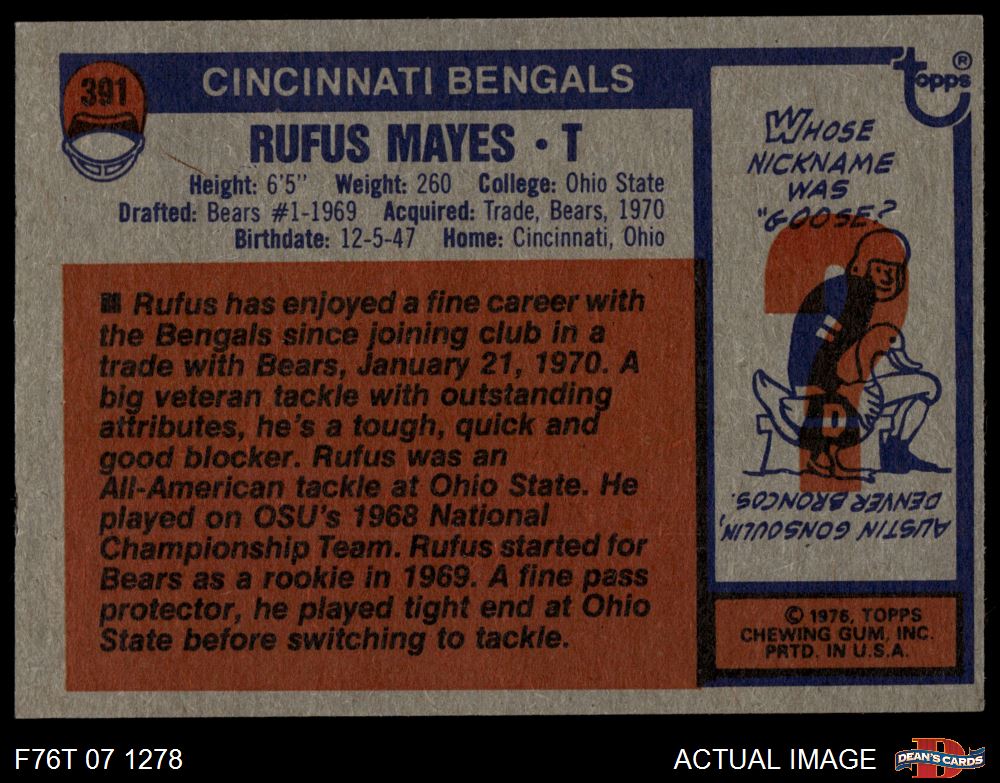 391
CINCINNATI BENGALS
RUFUS MAYES • T
Height: 6'5" Weight: 260 College: Ohio State
Drafted: Bears #1-1969 Acquired: Trade, Bears, 1970
Birthdate: 12-5-47 Home: Cincinnati, Ohio
Rufus has enjoyed a fine career with
the Bengals since joining club in a
trade with Bears, January 21, 1970. A
big veteran tackle with outstanding
attributes, he's a tough, quick and
good blocker. Rufus was an
All-American tackle at Ohio State. He
played on OSU's 1968 National
Championship Team. Rufus started for
Bears as a rookie in 1969. A fine pass
protector, he played tight end at Ohio
State before switching to tackle.
topps®
WHOSE
NICKNAME
WAS
"GOOSE?
?
D
AUSTIN GONSOULIN,
DENVER BRONCOS.
© 1976, TOPPS
CHEWING GUM, INC.
PRTD. IN U.S.A.
F76T 07 1278
ACTUAL IMAGE
D
DEAN'S CARDS